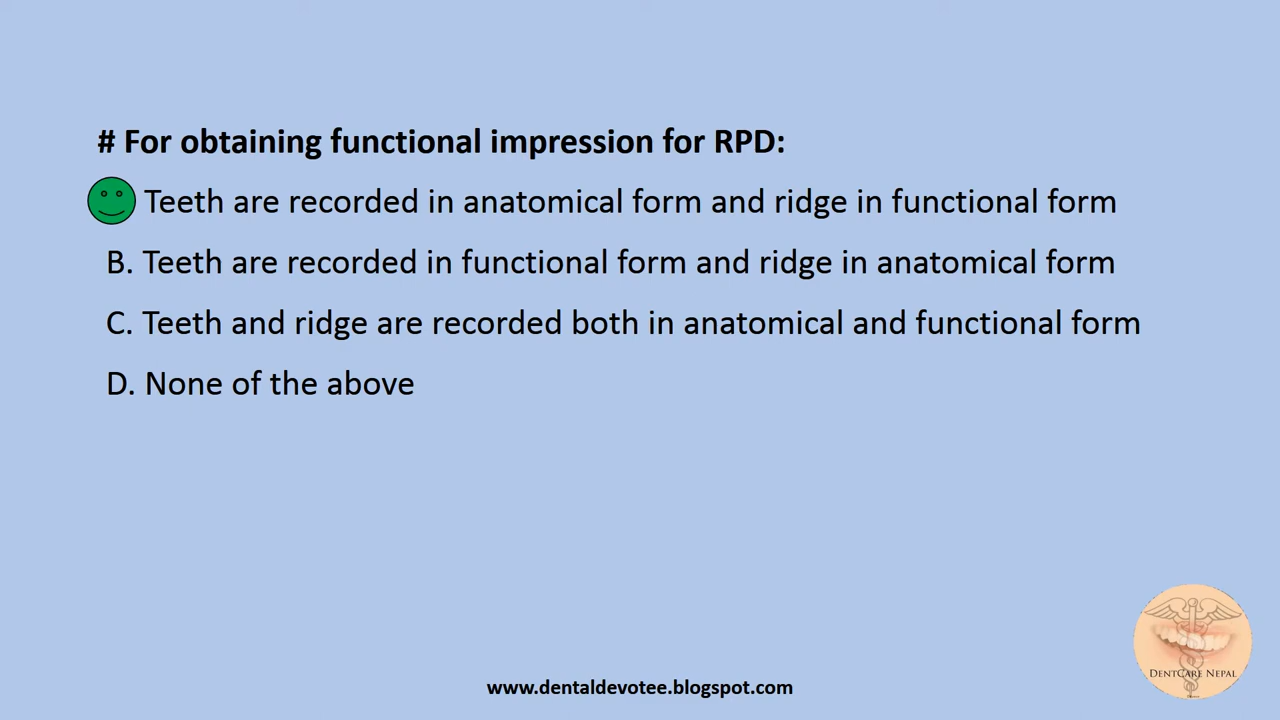 # For obtaining functional impression for RPD:
Teeth are recorded in anatomical form and ridge in functional form
B. Teeth are recorded in functional form and ridge in anatomical form
C. Teeth and ridge are recorded both in anatomical and functional form
D. None of the above
DENTCARE NEPAL
www.dentaldevotee.blogspot.com